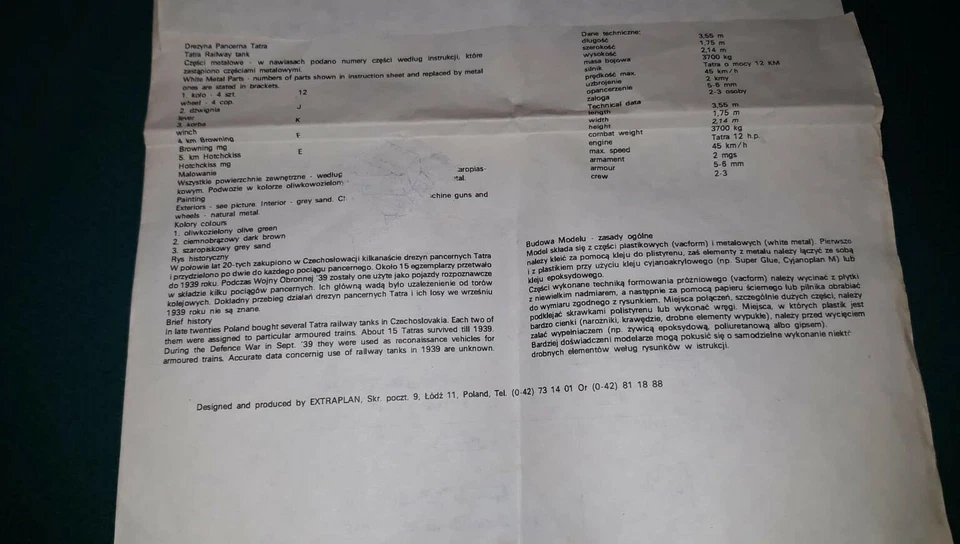 Drezyna Pancerna Tatra
Tatra Railway tank
Części metalowe - w nawiasach podano numery części według instrukcji, które
zastąpiono częściami metalowymi.
White Metal Parts - numbers of parts shown in instruction sheet and replaced by metal
ones are stated in brackets.
1. koło - 4 szt. 12
wheel - 4 cop.
2. dźwignia J
lever
3. korba K
winch
4. km Browning F
Browning mg
5. km Hotchckiss E
Hotchckiss mg
Malowanie
Wszystkie powierzchnie zewnętrzne - według
kowym. Podwozie w kolorze oliwkowozielonym
Painting
Exteriors - see picture. Interior - grey sand. chine guns and
wheels - natural metal.
Kolory colours
1. oliwkozielony olive green
2. ciemnobrązowy dark brown
3. szaropiskowy grey sand
Rys historyczny
W połowie lat 20-tych zakupiono w Czechosłowacji kilkanaście drezyn pancernych Tatra
i przydzielono po dwie do każdego pociągu pancernego. Około 15 egzemplarzy przetrwało
do 1939 roku. Podczas Wojny Obronnej '39 zostały one użyte jako pojazdy rozpoznawcze
w składzie kilku pociągów pancernych. Ich główną wadą było uzależnienie od torów
kolejowych. Dokładny przebieg działań drezyn pancernych Tatra i ich losy we wrześniu
1939 roku nie są znane.
Brief history
In late twenties Poland bought several Tatra railway tanks in Czechoslovakia. Each two of
them were assigned to particular armoured trains. About 15 Tatras survived till 1939.
During the Defence War in Sept. '39 they were used as reconaissance vehicles for
armoured trains. Accurate data concernig use of railway tanks in 1939 are unknown.
Dane techniczne:
długość 3,55 m
szerokość 1,75 m
wysokość 2,14 m
masa bojowa 3700 kg
silnik Tatra o mocy 12 KM
prędkość max. 45 km/h
uzbrojenie 2 kmy
opancerzenie 5-6 mm
załoga 2-3 osoby
Technical data
length 3,55 m
width 1,75 m
height 2,14 m
combat weight 3700 kg
engine Tatra 12 h.p.
max. speed 45 km/h
armament 2 mgs
armour 5-6 mm
crew 2-3
Budowa Modelu - zasady ogólne
Model składa się z części plastikowych (vacform) i metalowych (white metal). Pierwsze
należy kleić za pomocą kleju do plistyrenu, zaś elementy z metalu należy łączyć ze sobą
i z plastikiem przy użyciu kleju cyjanoakrylowego (np. Super Glue, Cyjanoplan M) lub
kleju epoksydowego.
Części wykonane techniką formowania próżniowego (vacform) należy wycinać z płytki
z niewielkim nadmiarem, a następnie za pomocą papieru ściernego lub pilnika obrabiać
do wymiaru zgodnego z rysunkiem. Miejsca połączeń, szczególnie dużych części, należy
podklejać skrawkami polistyrenu lub wykonać wręgi. Miejsca, w których plastik jest
bardzo cienki (narożniki, krawędzie, drobne elementy wypukłe), należy przed wycięciem
zalać wypełniaczem (np. żywicą epoksydową, poliuretanową albo gipsem).
Bardziej doświadczeni modelarze mogą pokusić się o samodzielne wykonanie
drobnych elementów weług rysunków w istrukcji.
Designed and produced by EXTRAPLAN, Skr. poczt. 9, Łódź 11, Poland, Tel. (0-42) 73 14 01 Or (0-42) 81 18 88